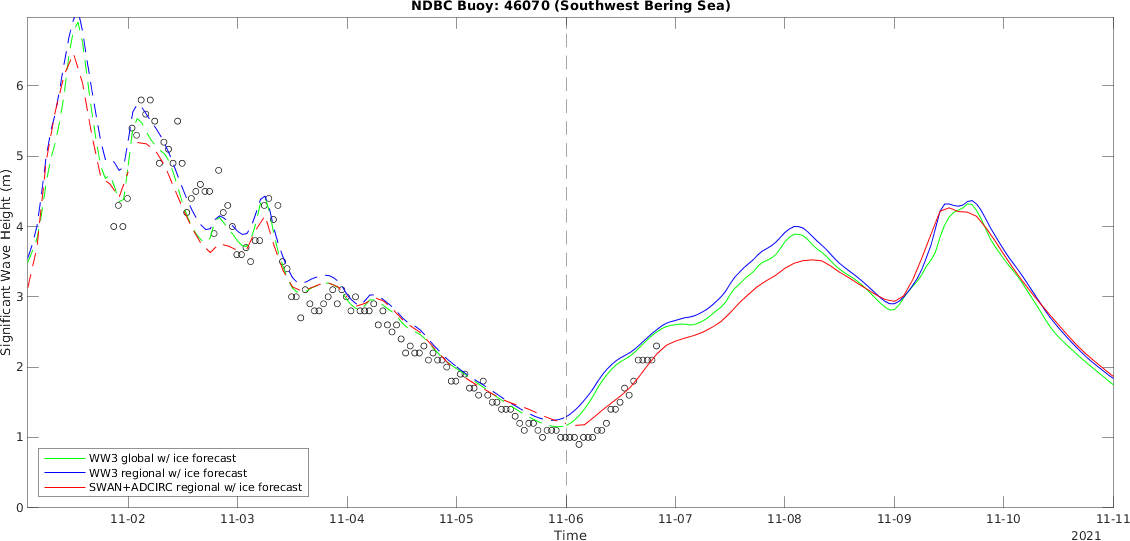 NDBC Buoy: 46070 (Southwest Bering Sea)
Significant Wave Height (m)
6
5
4
3
2
1
0
WW3 global w/ ice forecast
WW3 regional w/ ice forecast
SWAN+ADCIRC regional w/ ice forecast
11-02 11-03 11-04 11-05 11-06 11-07 11-08 11-09 11-10 11-11
Time
2021